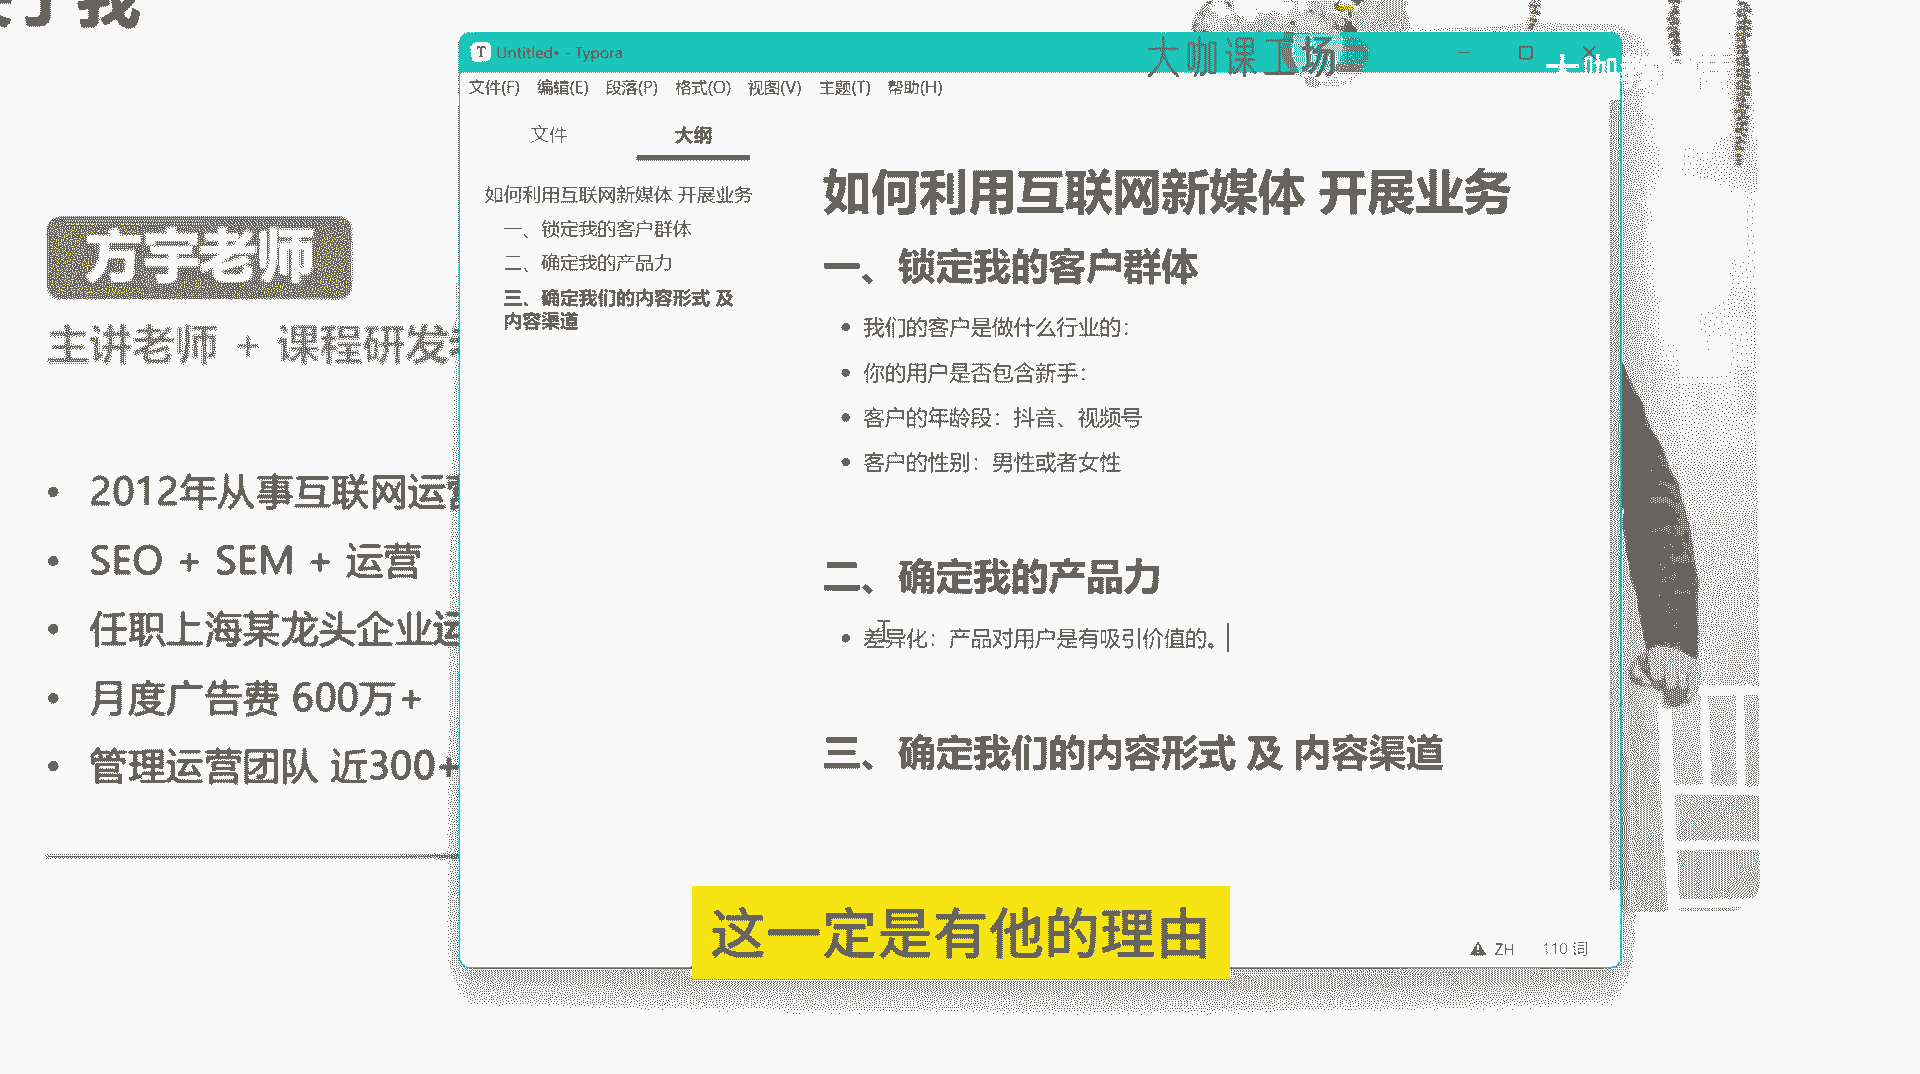 我
方宇老师
主讲老师 + 课程研发
• 2012年从事互联网运营
• SEO + SEM + 运营
• 任职上海某龙头企业运
• 月度广告费 600万+
• 管理运营团队 近300+
Untitled• - Typora
大咖课工场
大咖
文件(F) 编辑(E) 段落(P) 格式(O) 视图(V) 主题(T) 帮助(H)
文件 大纲
如何利用互联网新媒体 开展业务
一、锁定我的客户群体
二、确定我的产品力
三、确定我们的内容形式 及
内容渠道
如何利用互联网新媒体 开展业务
一、锁定我的客户群体
• 我们的客户是做什么行业的：
• 你的用户是否包含新手：
• 客户的年龄段：抖音、视频号
• 客户的性别：男性或者女性
二、确定我的产品力
• 差异化：产品对用户是有吸引价值的。
三、确定我们的内容形式 及 内容渠道
ZH 110 词
这一定是有他的理由